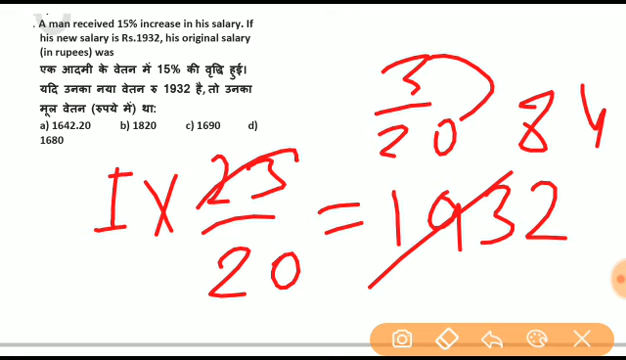 . A man received 15% increase in his salary. If
his new salary is Rs.1932, his original salary
(in rupees) was
एक आदमी के वेतन में 15% की वृद्धि हुई।
यदि उनका नया वेतन रु 1932 है, तो उनका
मूल वेतन (रुपये में) था:
a) 1642.20 b) 1820 c) 1690 d)
1680
3
20
84
I X 23
20
= 1932